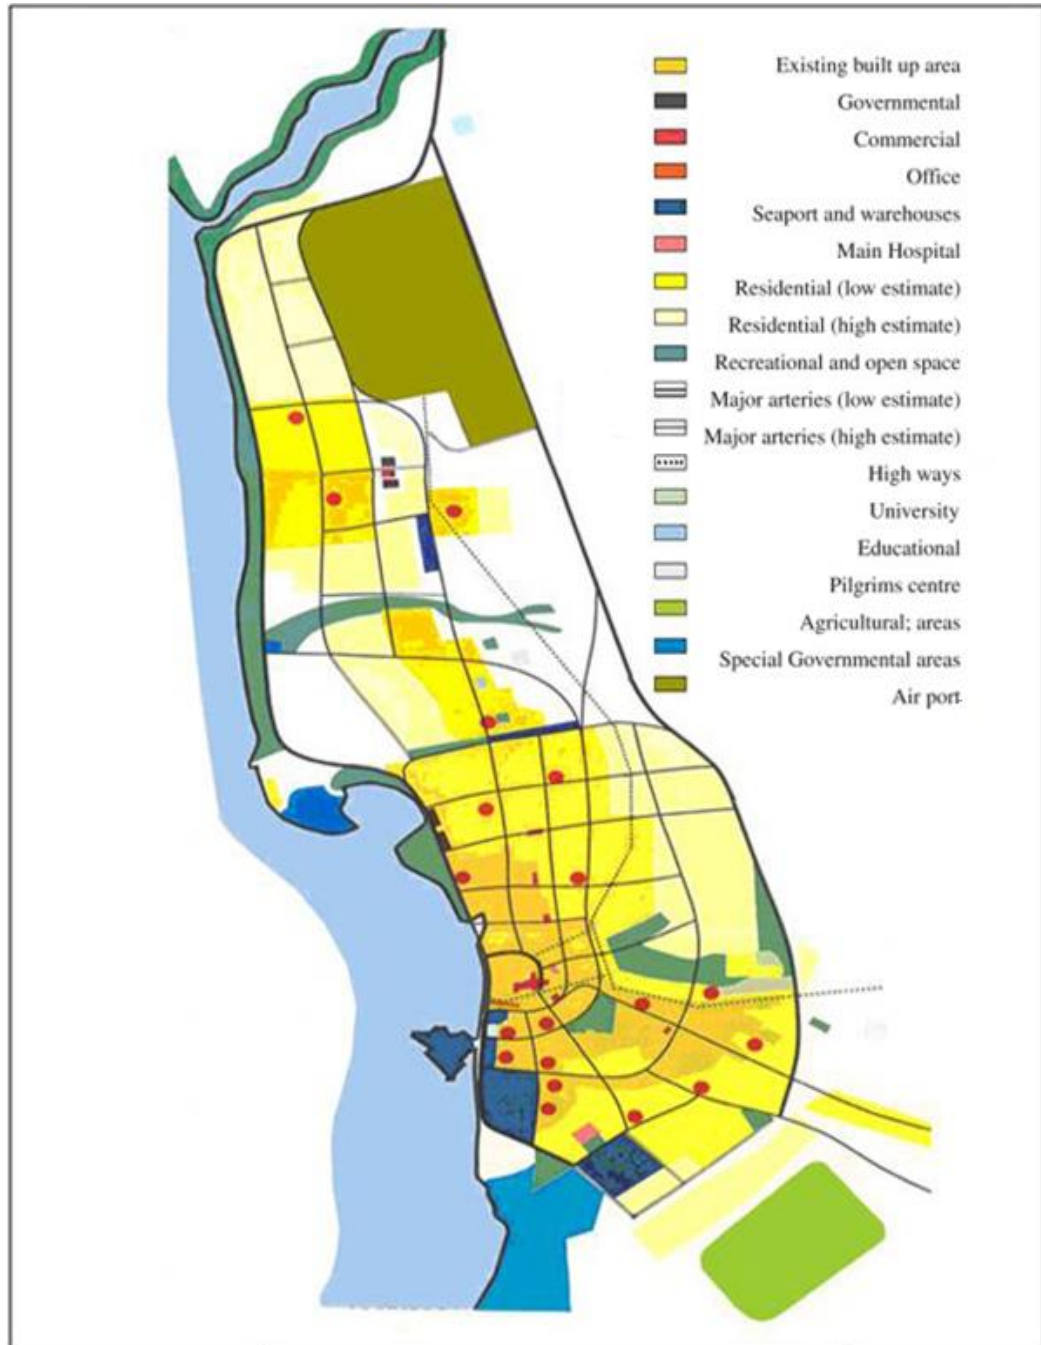 Existing built up area
Governmental
Commercial
Office
Seaport and warehouses
Main Hospital
Residential (low estimate)
Residential (high estimate)
Recreational and open space
Major arteries (low estimate)
Major arteries (high estimate)
High ways
University
Educational
Pilgrims centre
Agricultural; areas
Special Governmental areas
Air port